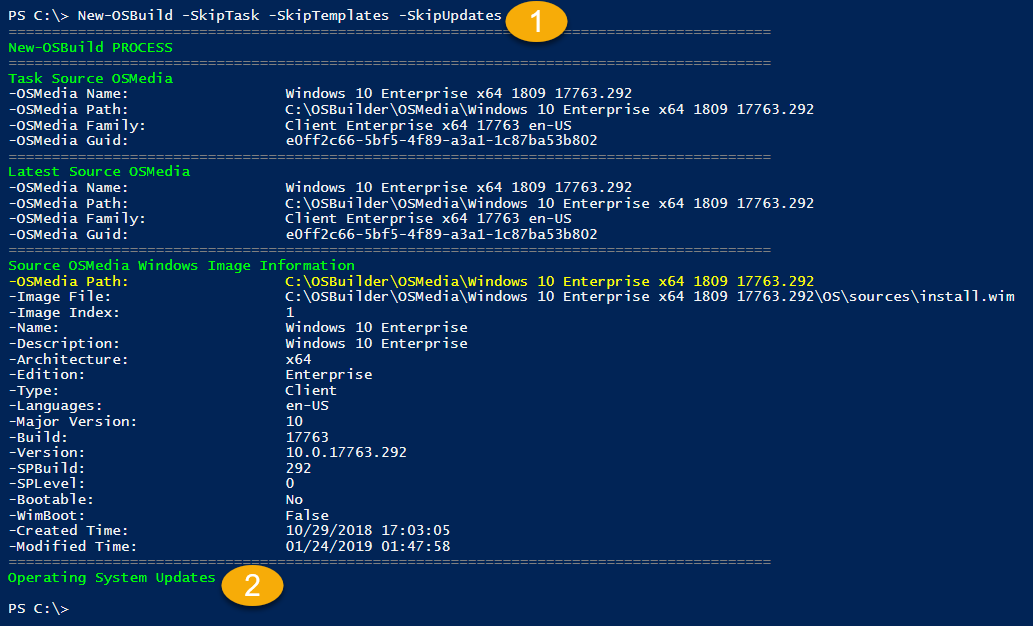 PS C:\> New-OSBuild -SkipTask -SkipTemplates -SkipUpdates 1
========================================================================================
New-OSBuild PROCESS
========================================================================================
Task Source OSMedia
-OSMedia Name: Windows 10 Enterprise x64 1809 17763.292
-OSMedia Path: C:\OSBuilder\OSMedia\Windows 10 Enterprise x64 1809 17763.292
-OSMedia Family: Client Enterprise x64 17763 en-US
-OSMedia Guid: e0ff2c66-5bf5-4f89-a3a1-1c87ba53b802
========================================================================================
Latest Source OSMedia
-OSMedia Name: Windows 10 Enterprise x64 1809 17763.292
-OSMedia Path: C:\OSBuilder\OSMedia\Windows 10 Enterprise x64 1809 17763.292
-OSMedia Family: Client Enterprise x64 17763 en-US
-OSMedia Guid: e0ff2c66-5bf5-4f89-a3a1-1c87ba53b802
========================================================================================
Source OSMedia Windows Image Information
-OSMedia Path: C:\OSBuilder\OSMedia\Windows 10 Enterprise x64 1809 17763.292
-Image File: C:\OSBuilder\OSMedia\Windows 10 Enterprise x64 1809 17763.292\OS\sources\install.wim
-Image Index: 1
-Name: Windows 10 Enterprise
-Description: Windows 10 Enterprise
-Architecture: x64
-Edition: Enterprise
-Type: Client
-Languages: en-US
-Major Version: 10
-Build: 17763
-Version: 10.0.17763.292
-SPBuild: 292
-SPLevel: 0
-Bootable: No
-WimBoot: False
-Created Time: 10/29/2018 17:03:05
-Modified Time: 01/24/2019 01:47:58
========================================================================================
Operating System Updates 2
PS C:\>